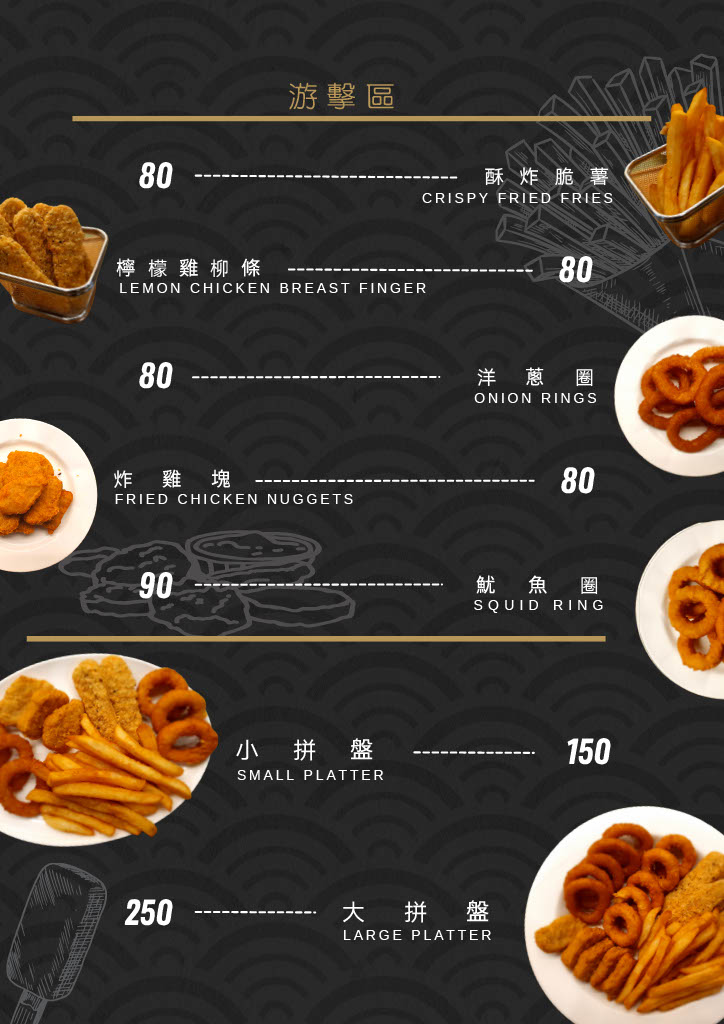 游擊區
80 酥炸脆薯
CRISPY FRIED FRIES
檸檬雞柳條 80
LEMON CHICKEN BREAST FINGER
80 洋蔥圈
ONION RINGS
炸雞塊 80
FRIED CHICKEN NUGGETS
90 魷魚圈
SQUID RING
小拼盤 150
SMALL PLATTER
250 大拼盤
LARGE PLATTER